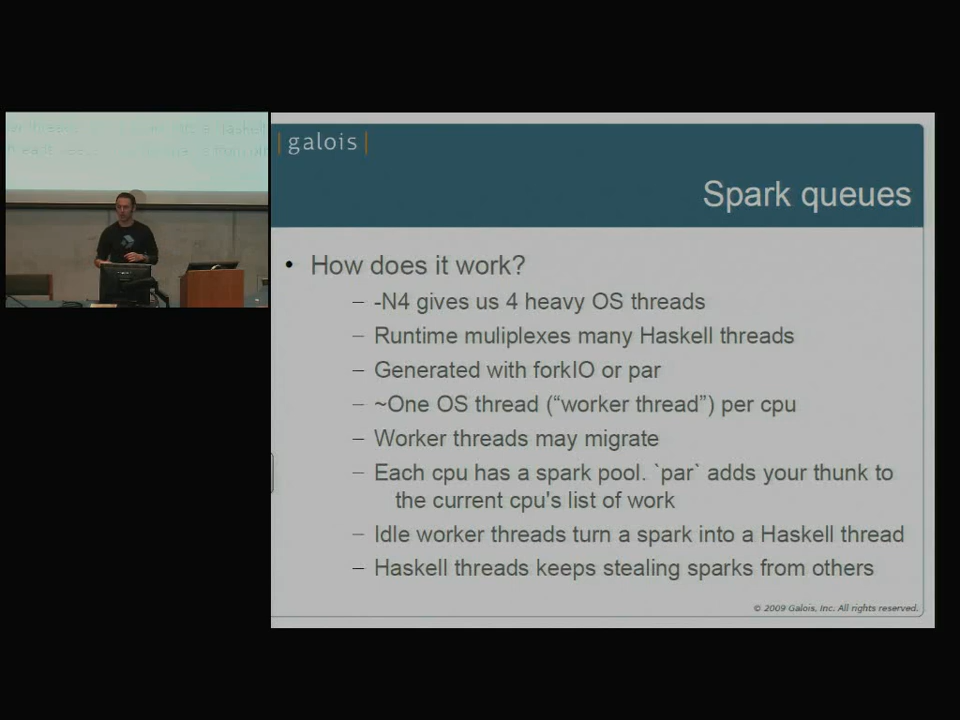 |galois|
Spark queues
• How does it work?
– -N4 gives us 4 heavy OS threads
– Runtime muliplexes many Haskell threads
– Generated with forkIO or par
– ~One OS thread (“worker thread”) per cpu
– Worker threads may migrate
– Each cpu has a spark pool. `par` adds your thunk to
the current cpu's list of work
– Idle worker threads turn a spark into a Haskell thread
– Haskell threads keeps stealing sparks from others
© 2009 Galois, Inc. All rights reserved.